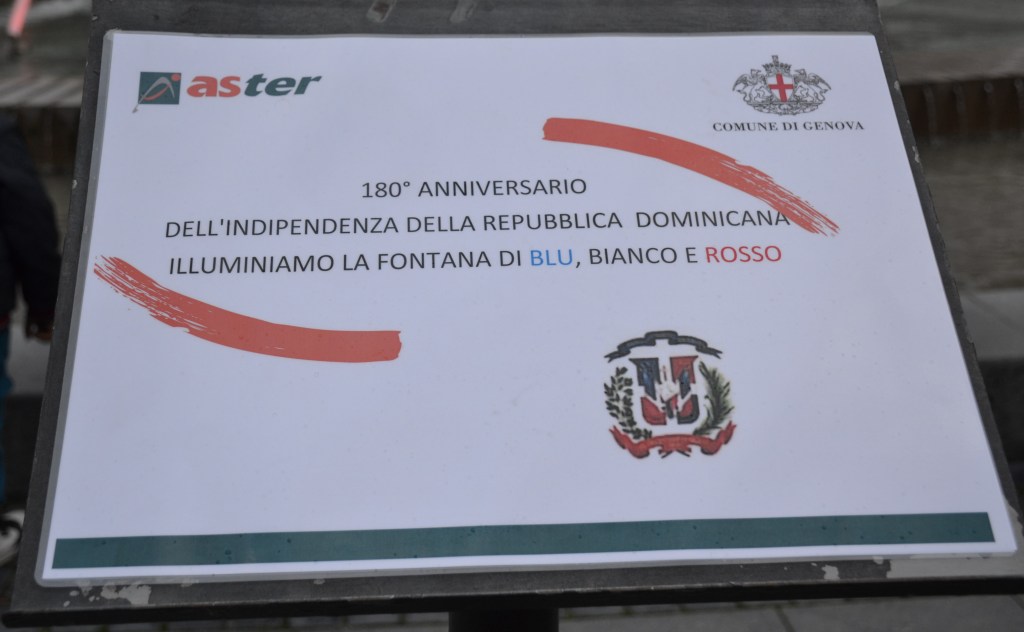 aster
COMUNE DI GENOVA
180° ANNIVERSARIO
DELL'INDIPENDENZA DELLA REPUBBLICA DOMINICANA
ILLUMINIAMO LA FONTANA DI BLU, BIANCO E ROSSO